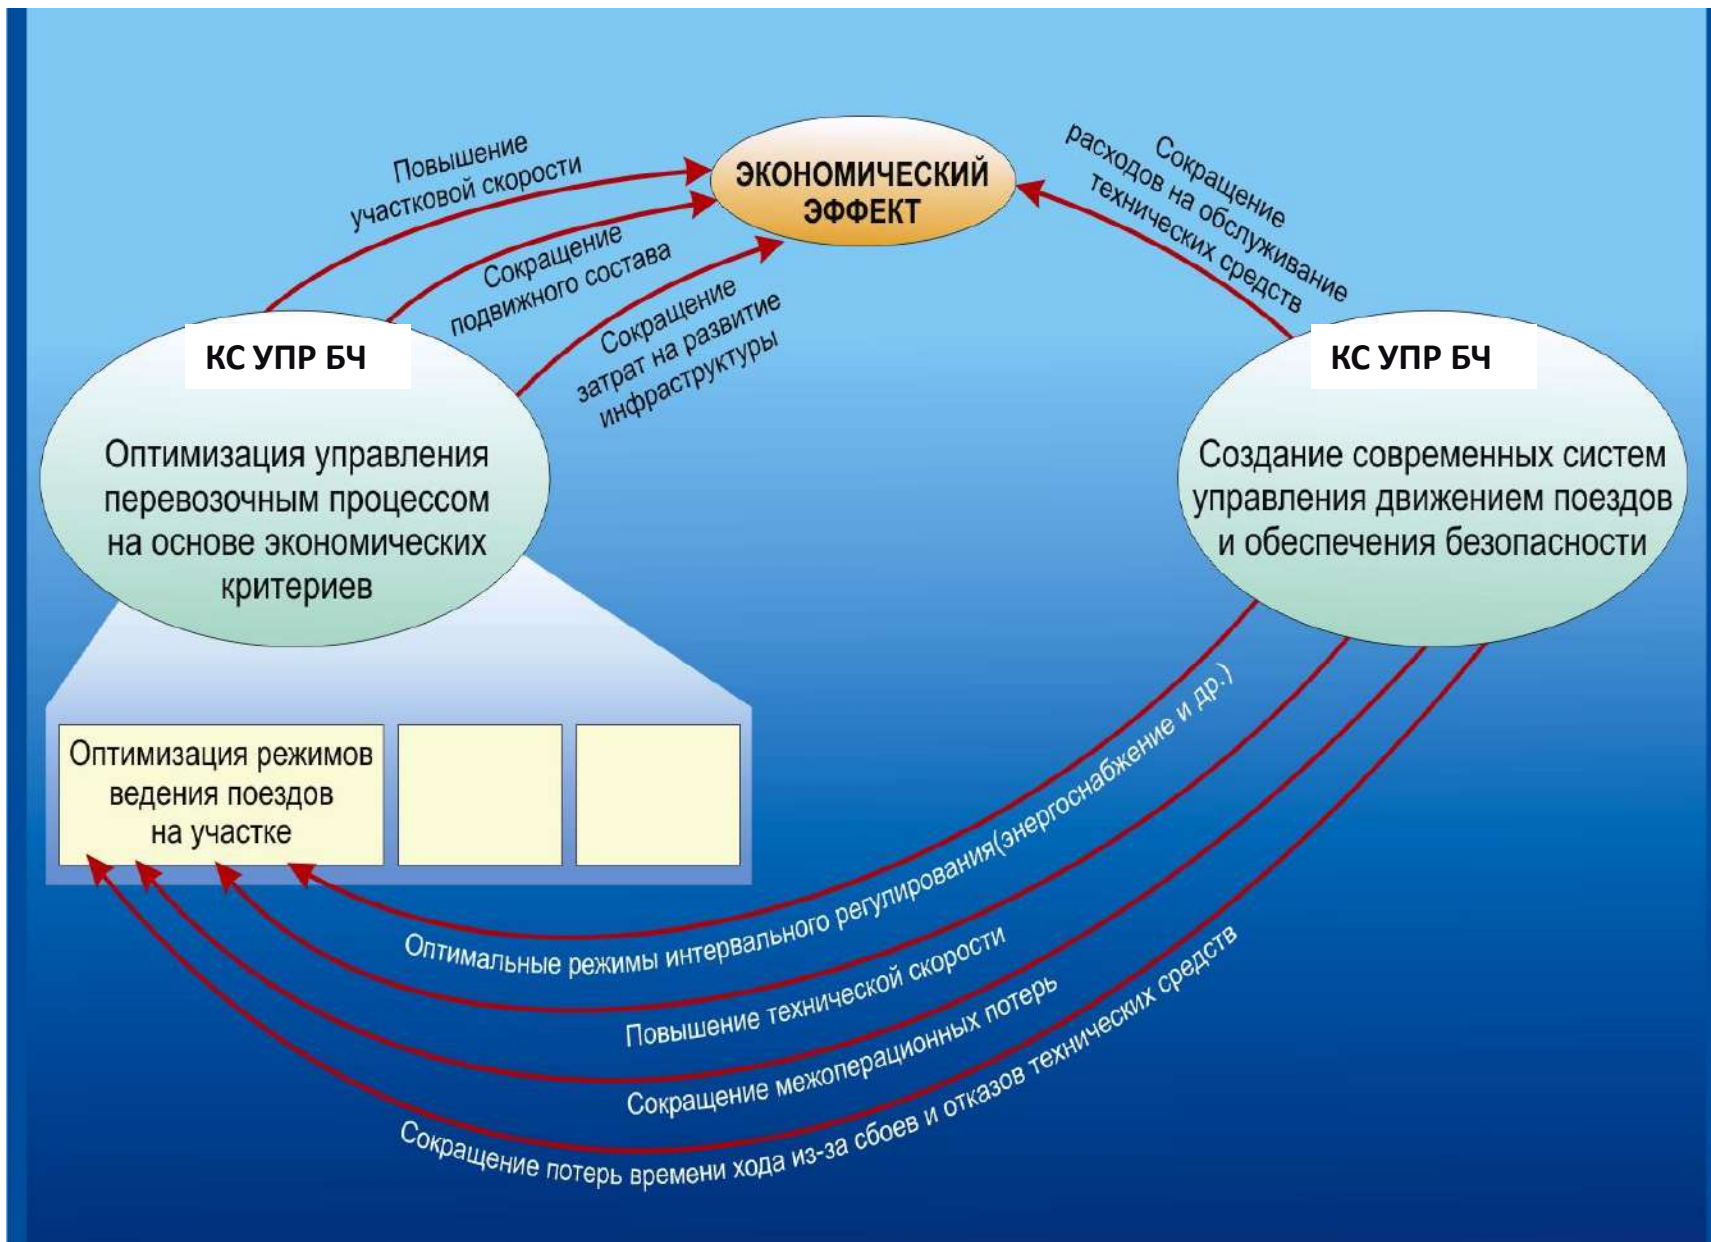 Повышение
участковой скорости
ЭКОНОМИЧЕСКИЙ
ЭФФЕКТ
Сокращение
расходов на обслуживание
технических средств
Сокращение
подвижного состава
Сокращение
затрат на развитие
инфраструктуры
КС УПР БЧ
Оптимизация управления
перевозочным процессом
на основе экономических
критериев
КС УПР БЧ
Создание современных систем
управления движением поездов
и обеспечения безопасности
Оптимизация режимов
ведения поездов
на участке
Оптимальные режимы интервального регулирования(энергоснабжение и др.)
Повышение технической скорости
Сокращение межоперационных потерь
Сокращение потерь времени хода из-за сбоев и отказов технических средств